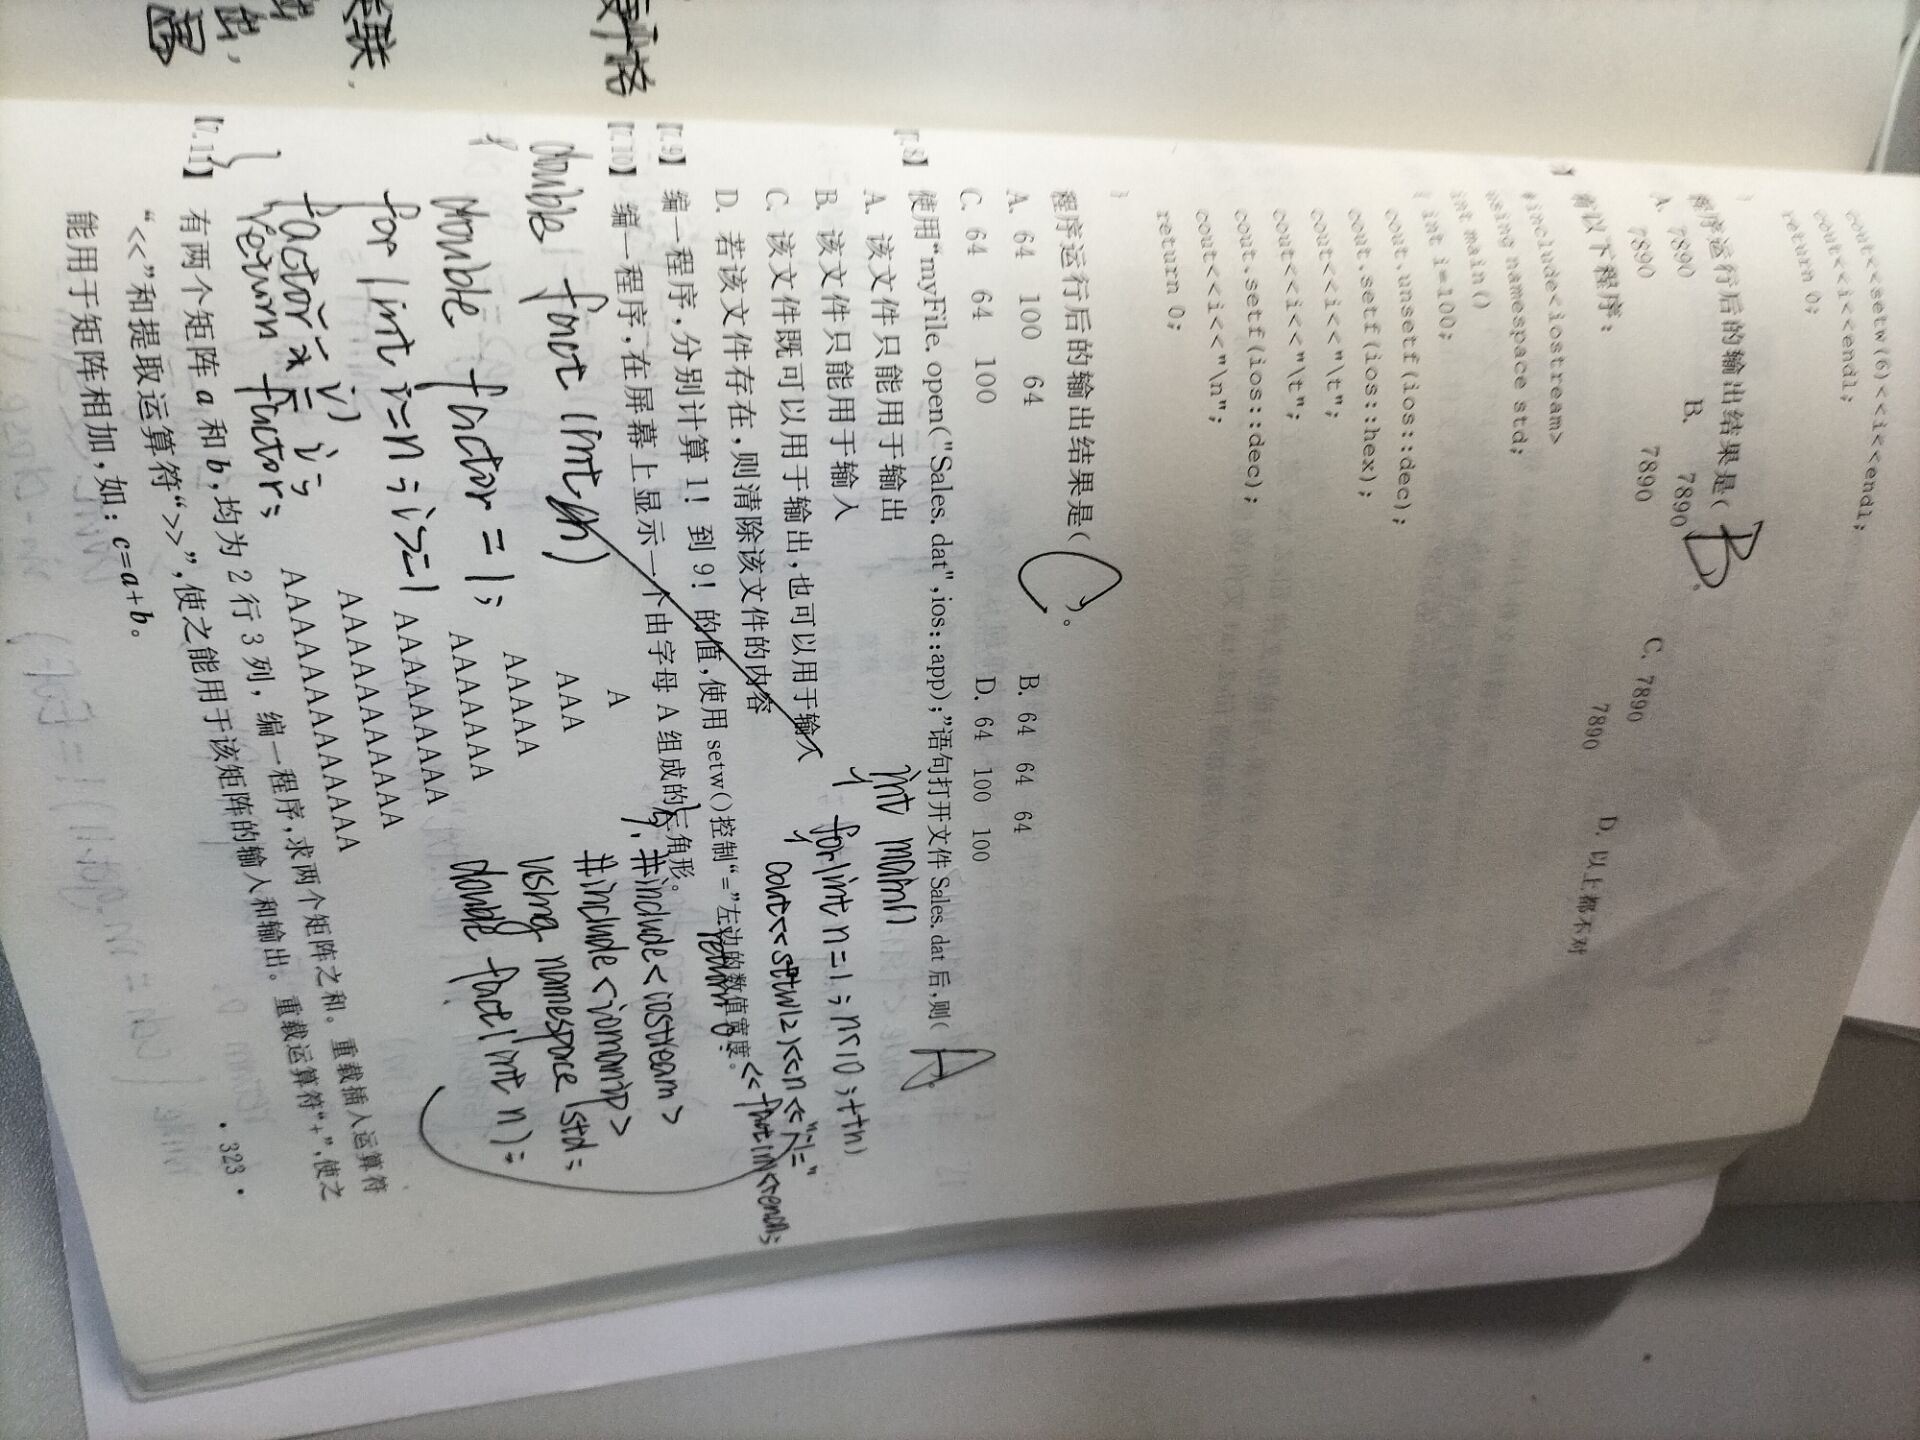 cout<<setw(6)<<i<<endl;
cout<<i<<endl;
return 0;
}
程序运行后的输出结果是( B )。
A. 7890 B. 7890 C. 7890 D. 以上都不对
7890 7890 7890
有以下程序:
#include<iostream>
using namespace std;
int main()
{ int i=100;
cout.unsetf(ios::dec);
cout.setf(ios::hex);
cout<<i<<"\t";
cout<<i<<"\t";
cout.setf(ios::dec);
cout<<i<<"\n";
return 0;
}
程序运行后的输出结果是( C )。
A. 64 100 64 B. 64 64 64
C. 64 64 100 D. 64 100 100
使用“myFile.open("Sales.dat",ios::app);”语句打开文件 Sales.dat 后,则( A )。
A. 该文件只能用于输出
B. 该文件只能用于输入
C. 该文件既可以用于输出,也可以用于输入
D. 若该文件存在,则清除该文件的内容
编一程序,分别计算 1! 到 9! 的值,使用 setw()控制“=”左边的数值宽度。
【7.10】 编一程序,在屏幕上显示一个由字母 A 组成的三角形。
A
AAA
AAAAA
AAAAAAA
AAAAAAAAA
AAAAAAAAAAA
AAAAAAAAAAAAA
【7.11】 有两个矩阵 a 和 b,均为 2 行 3 列,编一程序,求两个矩阵之和。重载插入运算符
“<<”和提取运算符“>>”,使之能用于该矩阵的输入和输出。重载运算符“+”,使之
能用于矩阵相加,如:c=a+b。
· 323 ·
int main()
for(int n=1;n<10;++n)
cout<<setw(2)<<n<<"!="
<<fact(n)<<endl;
return 0;
#include<iostream>
#include<iomanip>
using namespace std;
double fact(int n);
double fact(int n)
double factor=1;
for(int i=n;i>=1
;--i)
factor*=i;
return factor;
}